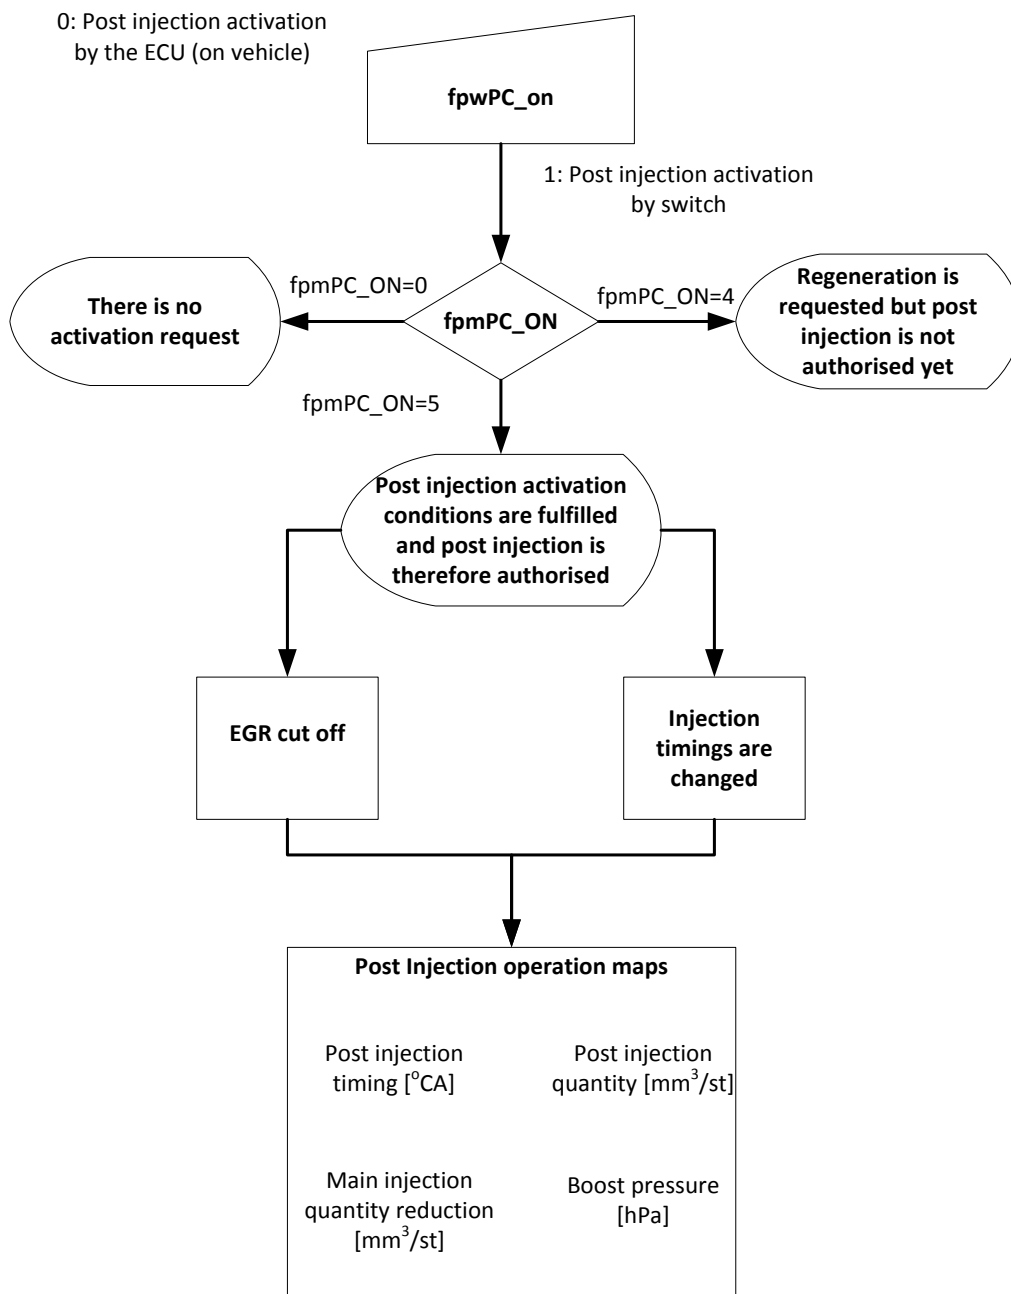 0: Post injection activation
by the ECU (on vehicle)
fpwPC_on
1: Post injection activation
by switch
fpmPC_ON=0
There is no
activation request
fpmPC_ON
fpmPC_ON=4
Regeneration is
requested but post
injection is not
authorised yet
fpmPC_ON=5
Post injection activation
conditions are fulfilled
and post injection is
therefore authorised
EGR cut off
Injection
timings are
changed
Post Injection operation maps
Post injection
timing [°CA]
Post injection
quantity [mm³/st]
Main injection
quantity reduction
[mm³/st]
Boost pressure
[hPa]